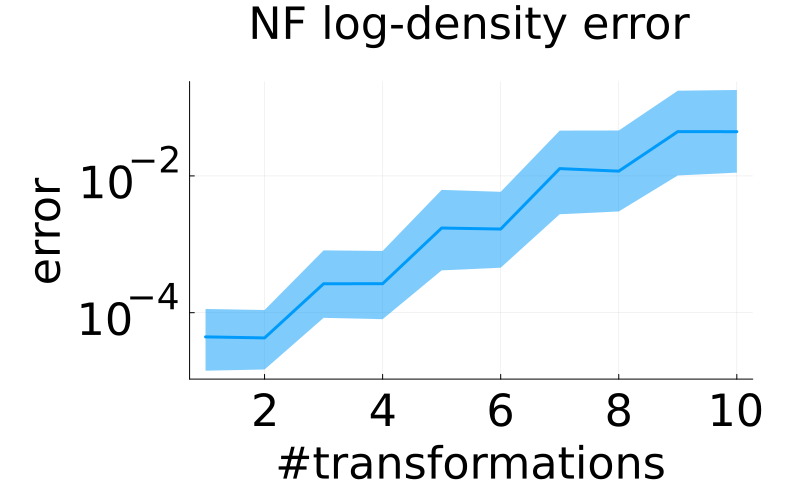 NF log-density error
error
10⁻²
10⁻⁴
2 4 6 8 10
#transformations